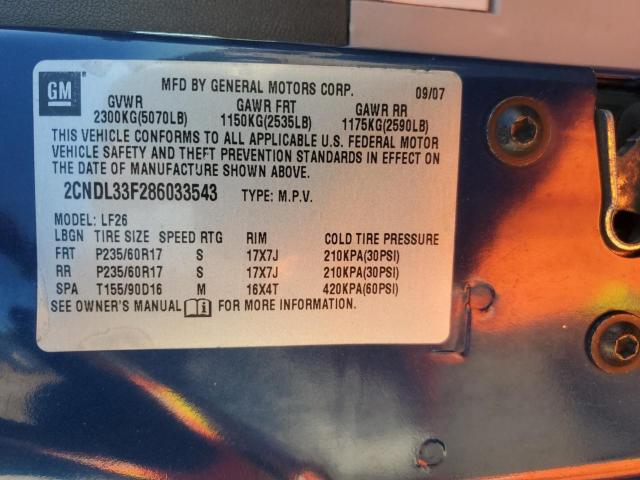 GM
MFD BY GENERAL MOTORS CORP. 09/07
GVWR GAWR FRT GAWR RR
2300KG(5070LB) 1150KG(2535LB) 1175KG(2590LB)
THIS VEHICLE CONFORMS TO ALL APPLICABLE U.S. FEDERAL MOTOR
VEHICLE SAFETY AND THEFT PREVENTION STANDARDS IN EFFECT ON
THE DATE OF MANUFACTURE SHOWN ABOVE.
2CNDL33F286033543 TYPE: M.P.V.
MODEL: LF26
LBGN TIRE SIZE SPEED RTG RIM COLD TIRE PRESSURE
FRT P235/60R17 S 17X7J 210KPA(30PSI)
RR P235/60R17 S 17X7J 210KPA(30PSI)
SPA T155/90D16 M 16X4T 420KPA(60PSI)
SEE OWNER'S MANUAL i FOR MORE INFORMATION.